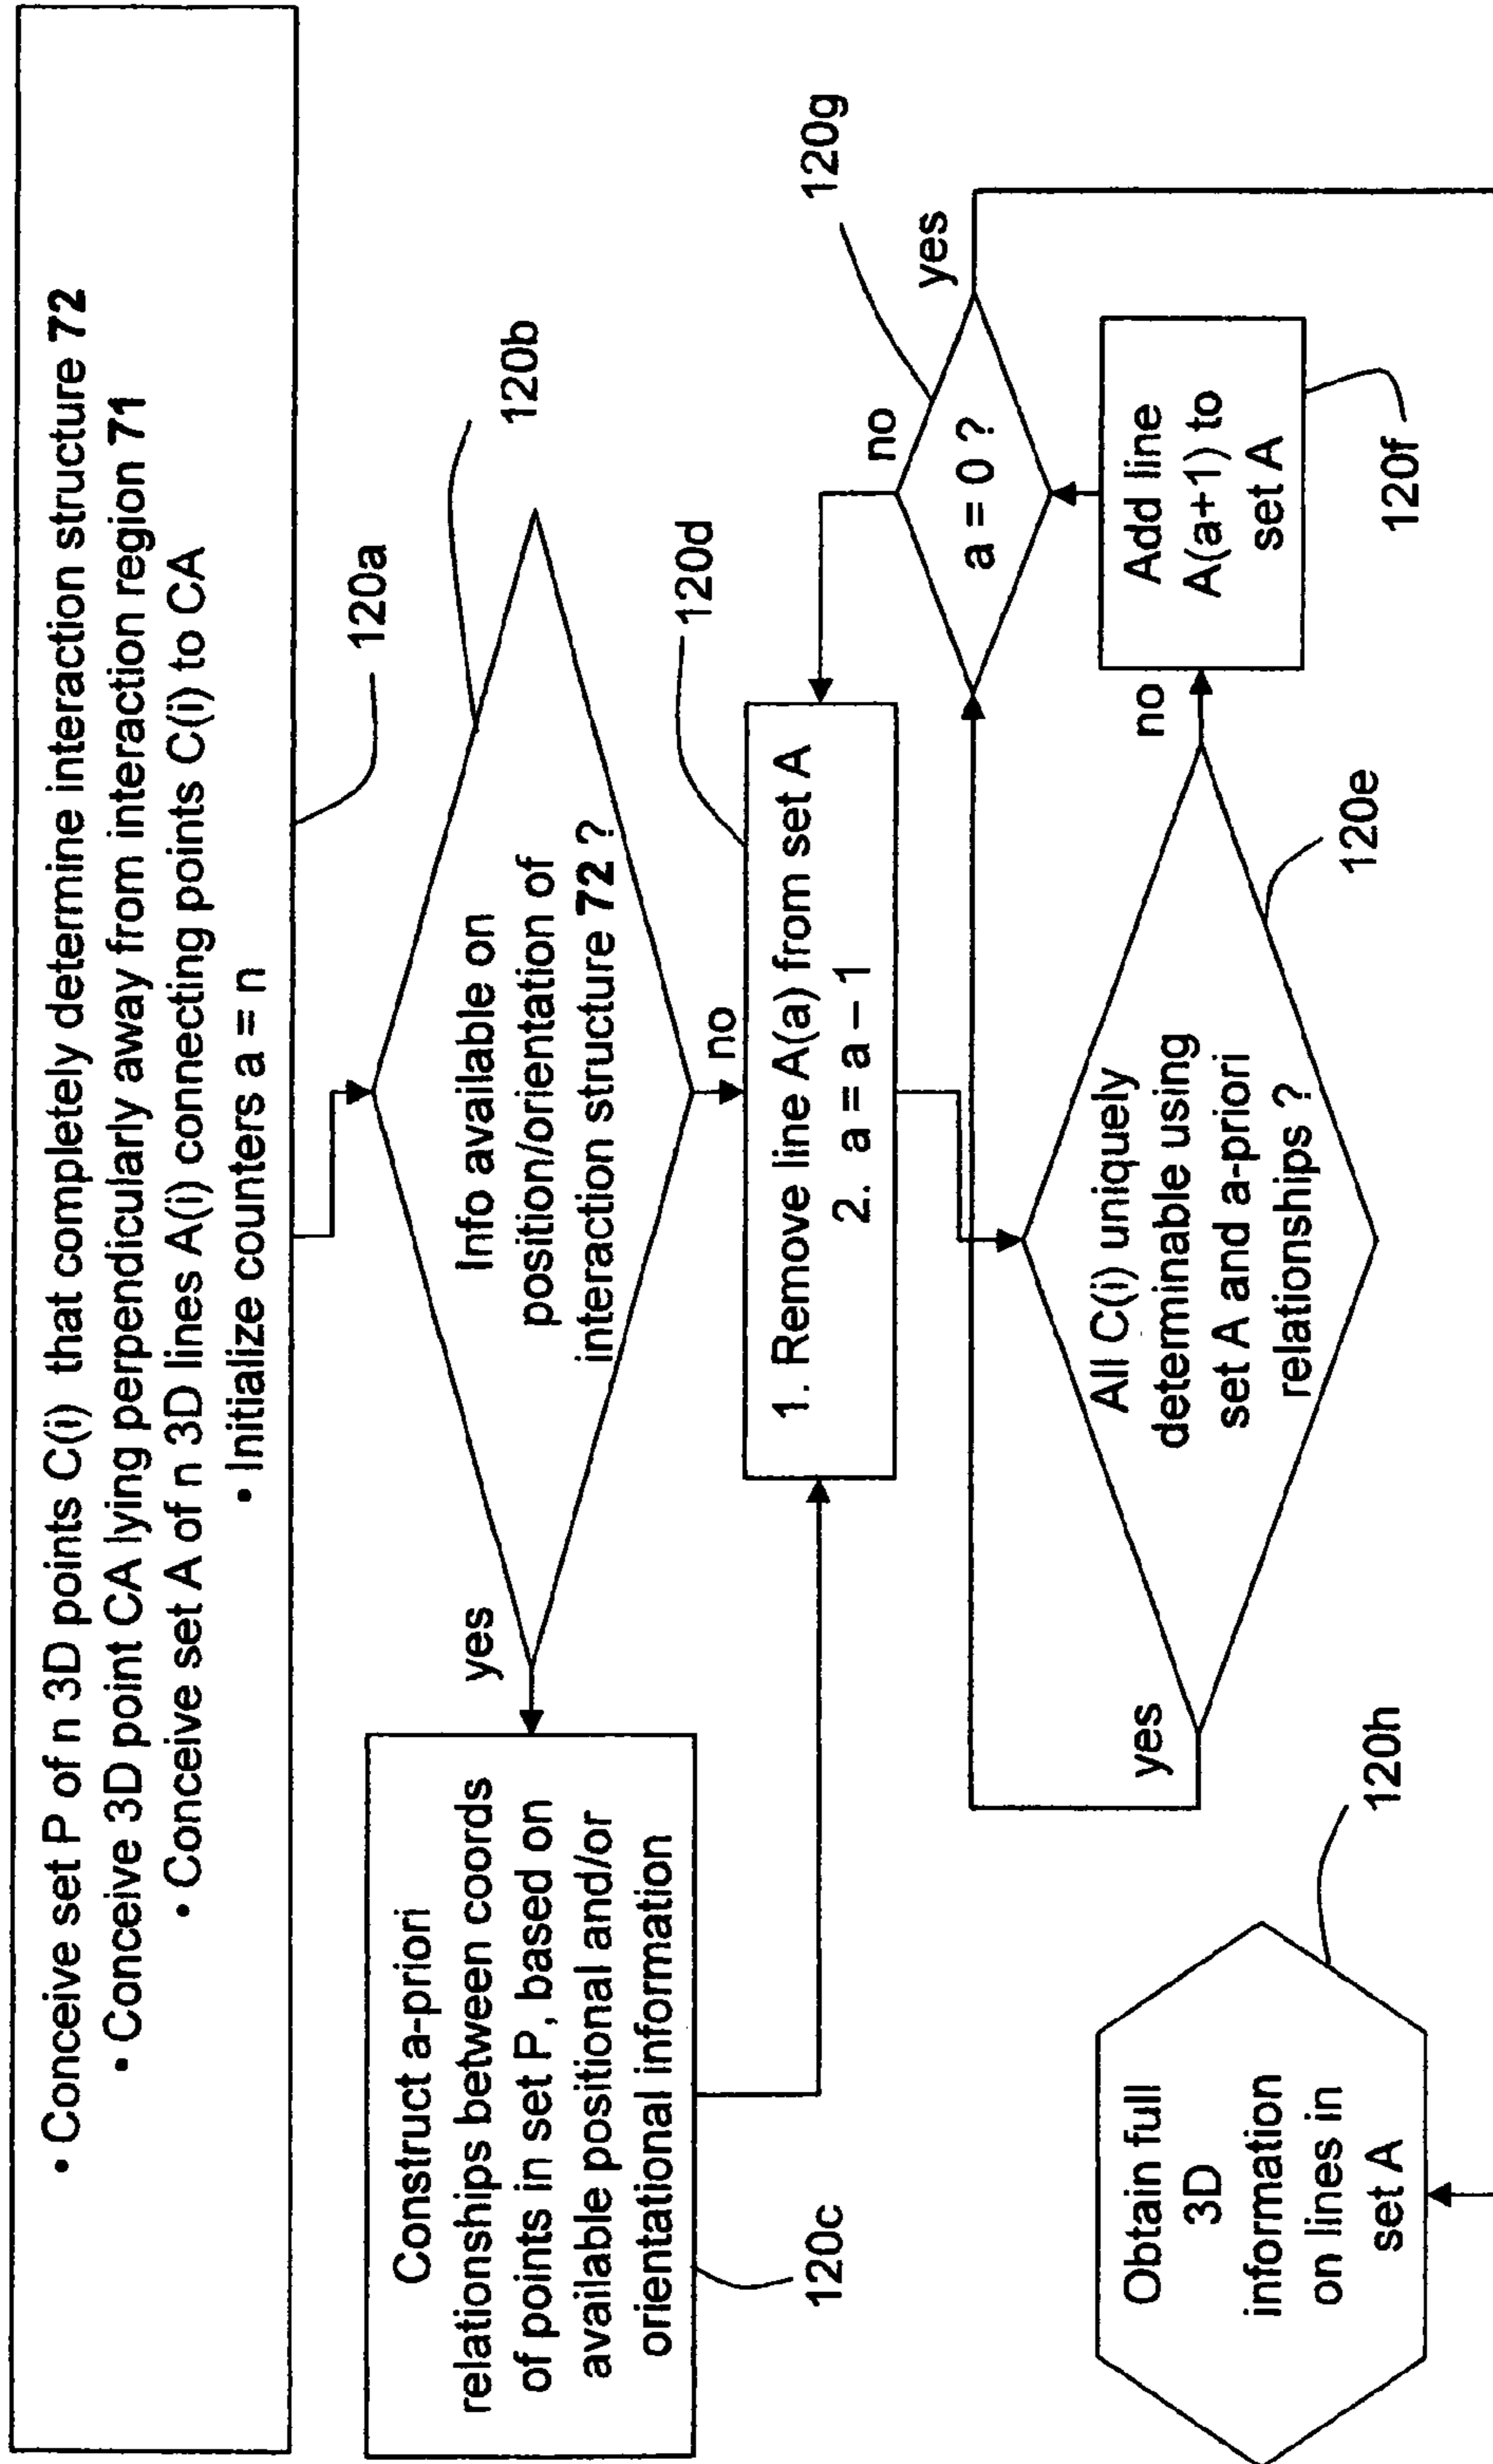 • Conceive set P of n 3D points C(i) that completely determine interaction structure 72
• Conceive 3D point CA lying perpendicularly away from interaction region 71
• Conceive set A of n 3D lines A(i) connecting points C(i) to CA
• Initialize counters a = n
120a
Info available on
position/orientation of
interaction structure 72 ?
120b
yes
no
Construct a-priori
relationships between coords
of points in set P, based on
available positional and/or
orientational information
120c
1. Remove line A(a) from set A
2. a = a – 1
120d
All C(i) uniquely
determinable using
set A and a-priori
relationships ?
120e
yes
no
Add line
A(a+1) to
set A
120f
a = 0 ?
120g
no
yes
Obtain full
3D
information
on lines in
set A
120h